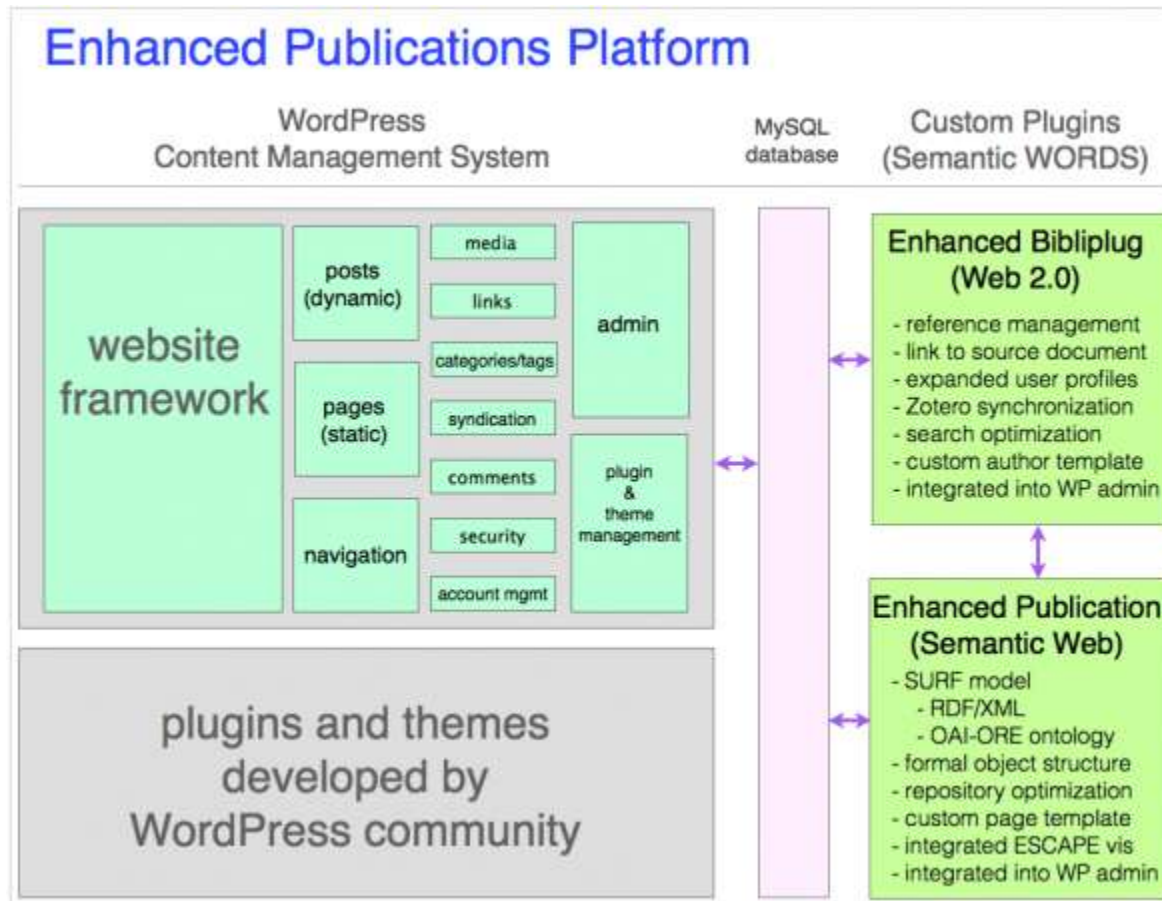 Enhanced Publications Platform
WordPress
Content Management System
MySQL
database
Custom Plugins
(Semantic WORDS)
website
framework
posts
(dynamic)
pages
(static)
navigation
media
links
categories/tags
syndication
comments
security
account mgmt
admin
plugin
&
theme
management
plugins and themes
developed by
WordPress community
Enhanced Bibliplug
(Web 2.0)
- reference management
- link to source document
- expanded user profiles
- Zotero synchronization
- search optimization
- custom author template
- integrated into WP admin
Enhanced Publication
(Semantic Web)
- SURF model
- RDF/XML
- OAI-ORE ontology
- formal object structure
- repository optimization
- custom page template
- integrated ESCAPE vis
- integrated into WP admin